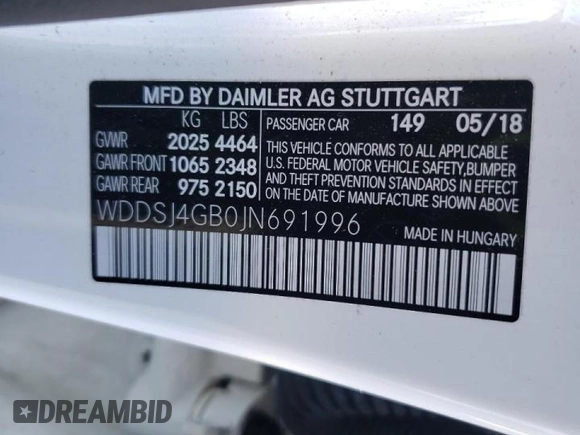 MFD BY DAIMLER AG STUTTGART
KG LBS
GVWR 2025 4464
GAWR FRONT 1065 2348
GAWR REAR 975 2150
PASSENGER CAR 149 05/18
THIS VEHICLE CONFORMS TO ALL APPLICABLE
U.S. FEDERAL MOTOR VEHICLE SAFETY,BUMPER
AND THEFT PREVENTION STANDARDS IN EFFECT
ON THE DATE OF MANUFACTURE SHOWN ABOVE
WDDSJ4GB0JN691996
MADE IN HUNGARY
DREAMBID